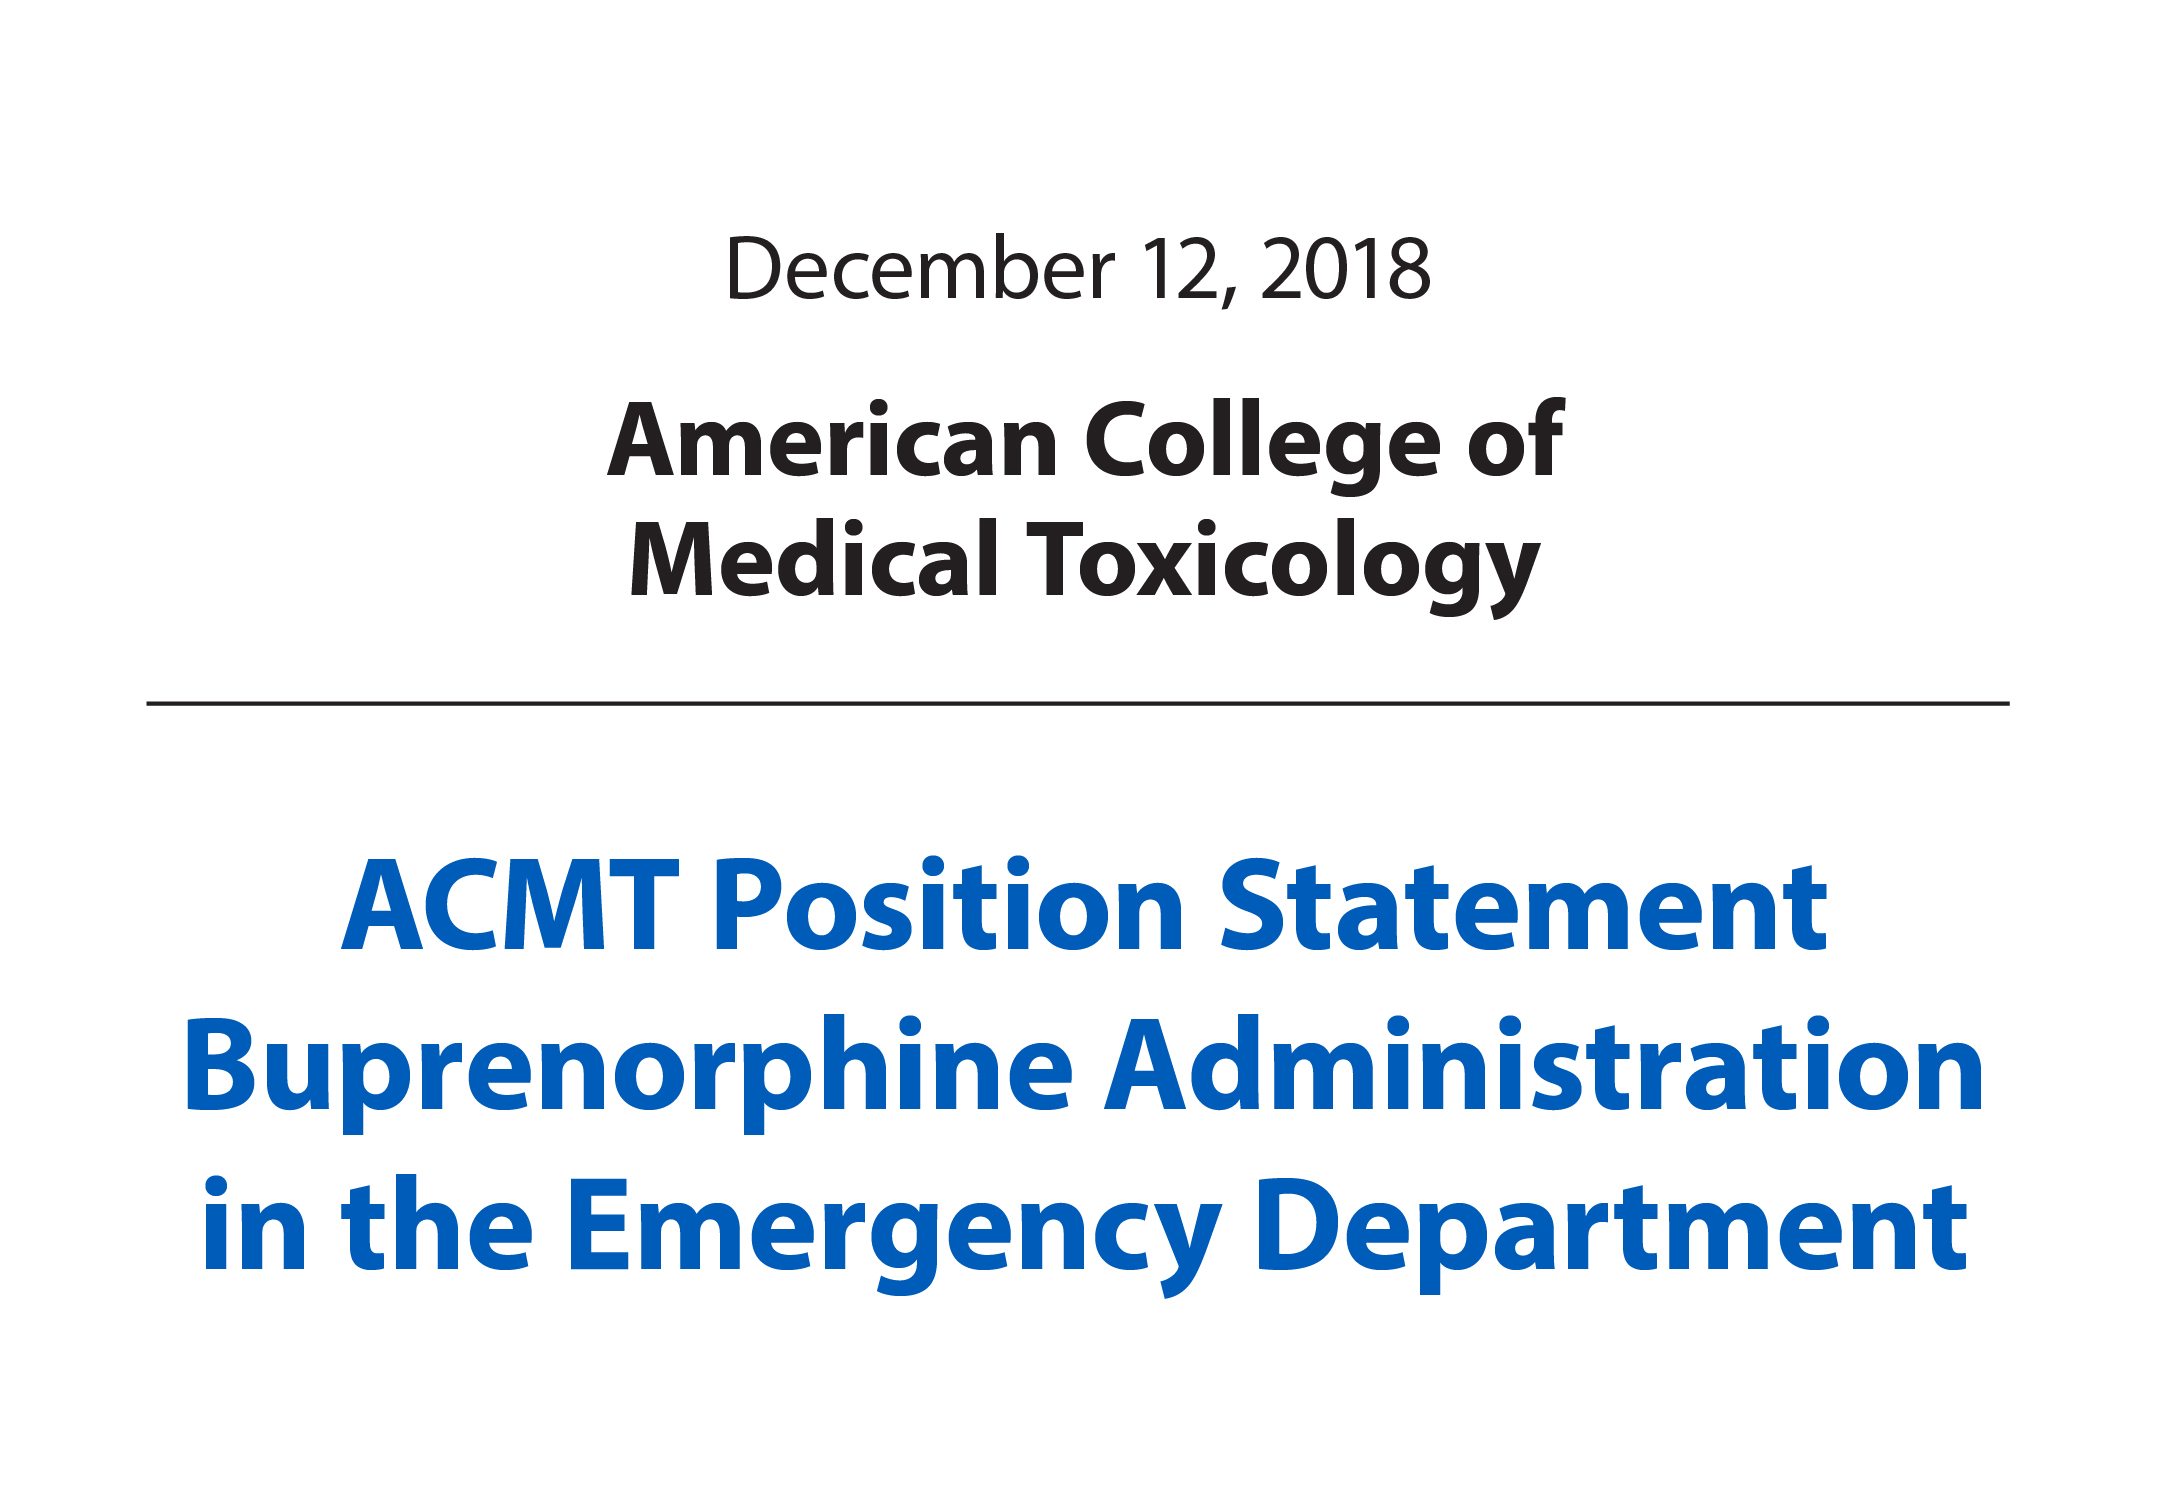 December 12, 2018
American College of
Medical Toxicology
ACMT Position Statement
Buprenorphine Administration
in the Emergency Department